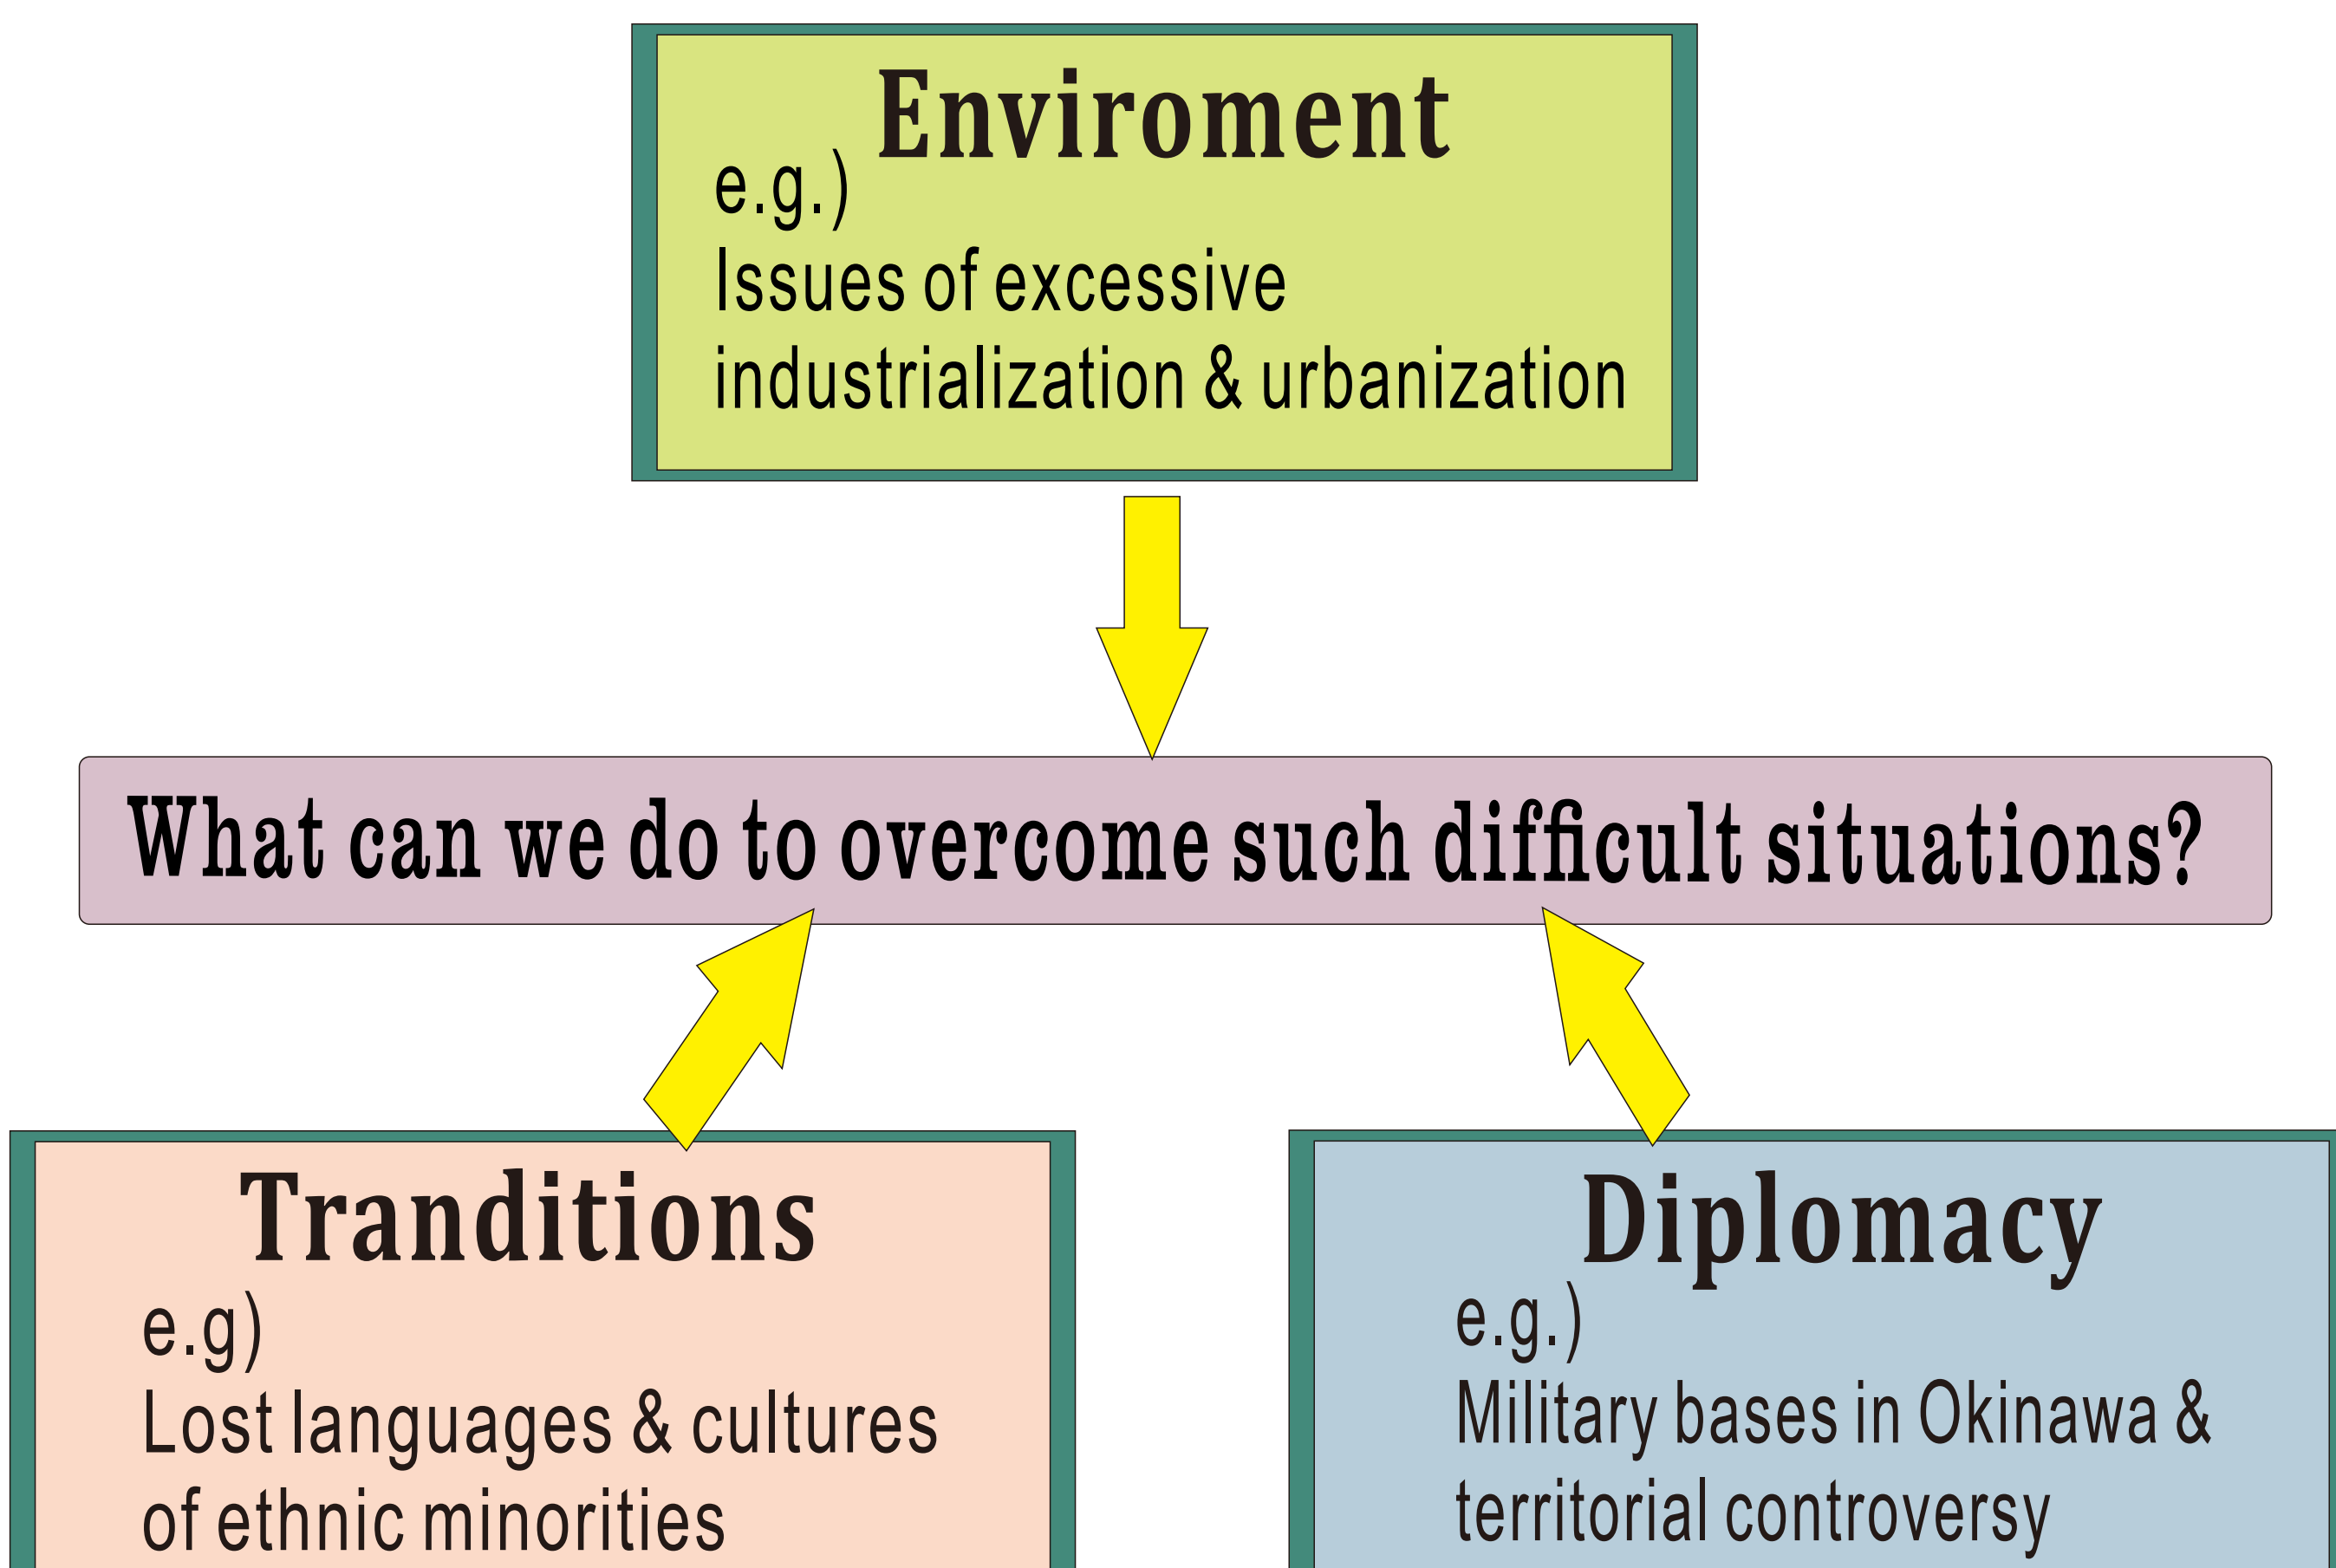 Enviroment
e.g.)
Issues of excessive
industrialization & urbanization
What can we do to overcome such difficult situations?
Tranditions
e.g)
Lost languages & cultures
of ethnic minorities
Diplomacy
e.g.)
Military bases in Okinawa &
territorial controversy